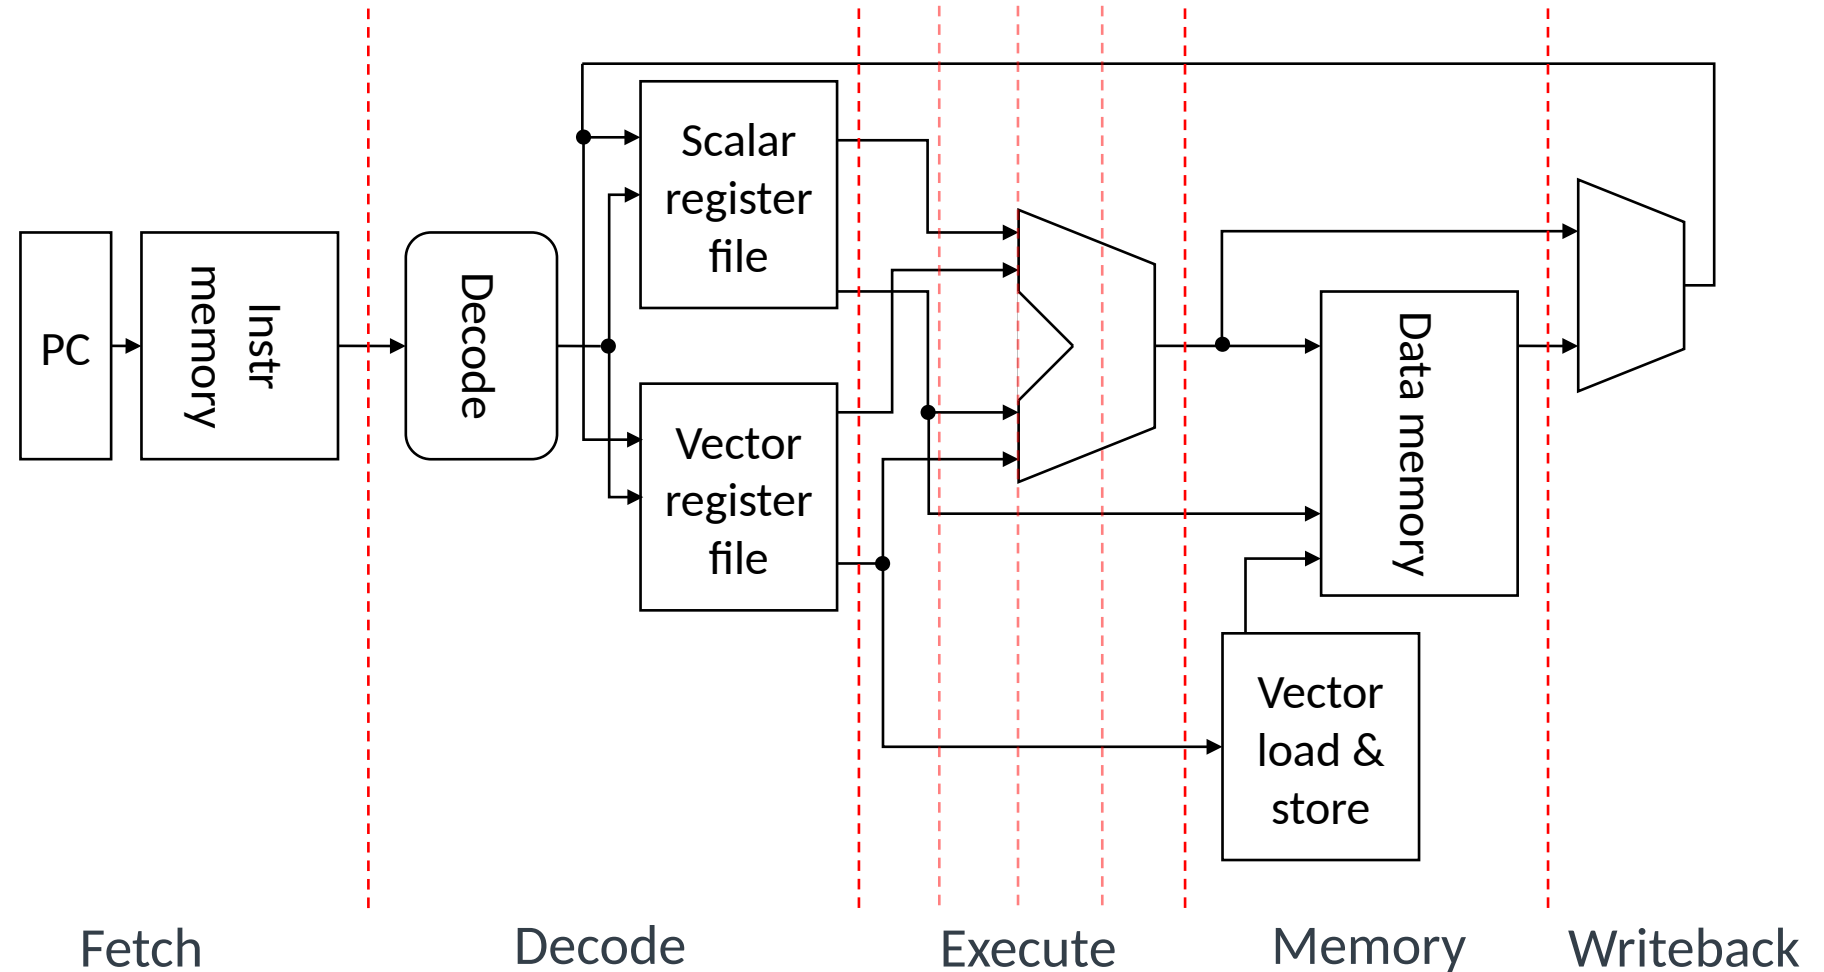 PC
Instr
memory
Decode
Scalar
register
file
Vector
register
file
Data memory
Vector
load &
store
Fetch
Decode
Execute
Memory
Writeback